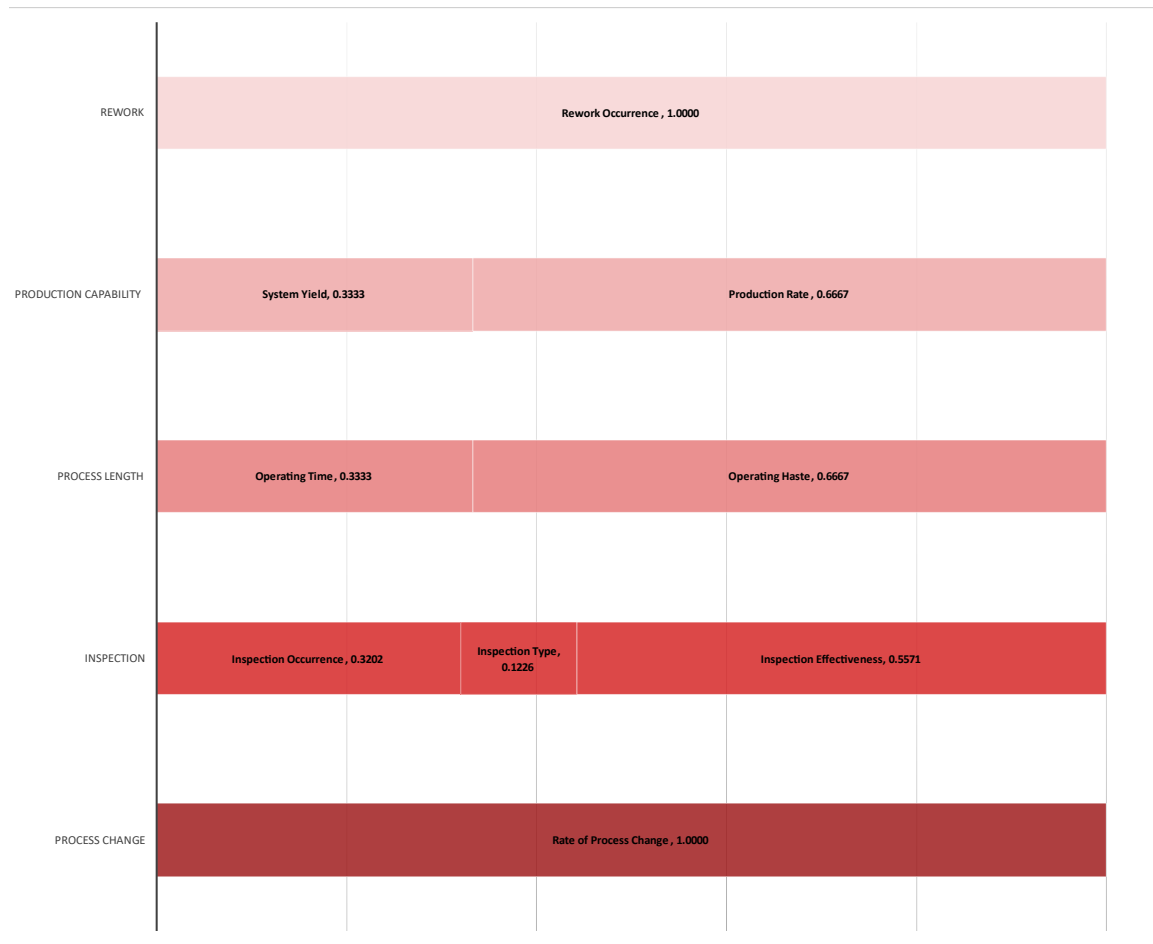 REWORK
Rework Occurrence , 1.0000
PRODUCTION CAPABILITY
System Yield, 0.3333
Production Rate , 0.6667
PROCESS LENGTH
Operating Time , 0.3333
Operating Haste , 0.6667
INSPECTION
Inspection Occurrence , 0.3202
Inspection Type,
0.1226
Inspection Effectiveness, 0.5571
PROCESS CHANGE
Rate of Process Change , 1.0000